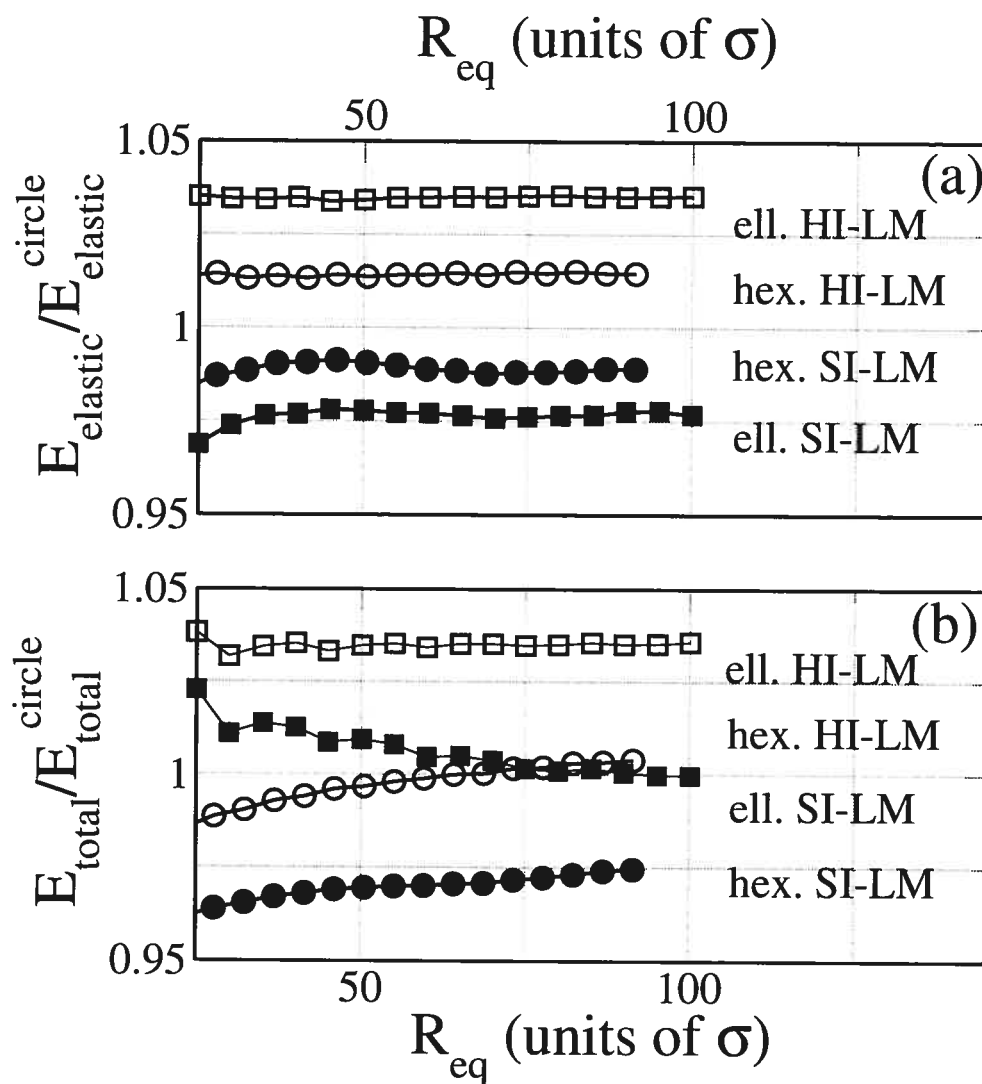 R_eq (units of σ)
50 100
1.05
(a)
E_elastic/E_elastic^circle
ell. HI-LM
hex. HI-LM
1
hex. SI-LM
ell. SI-LM
0.95
1.05
(b)
E_total/E_total^circle
ell. HI-LM
hex. HI-LM
1
ell. SI-LM
hex. SI-LM
0.95
50 100
R_eq (units of σ)